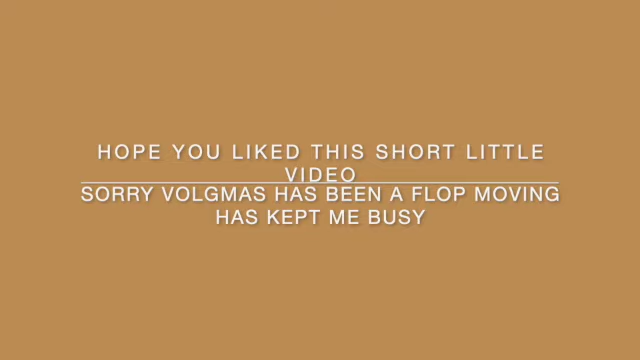 HOPE YOU LIKED THIS SHORT LITTLE
VIDEO
SORRY VOLGMAS HAS BEEN A FLOP MOVING
HAS KEPT ME BUSY